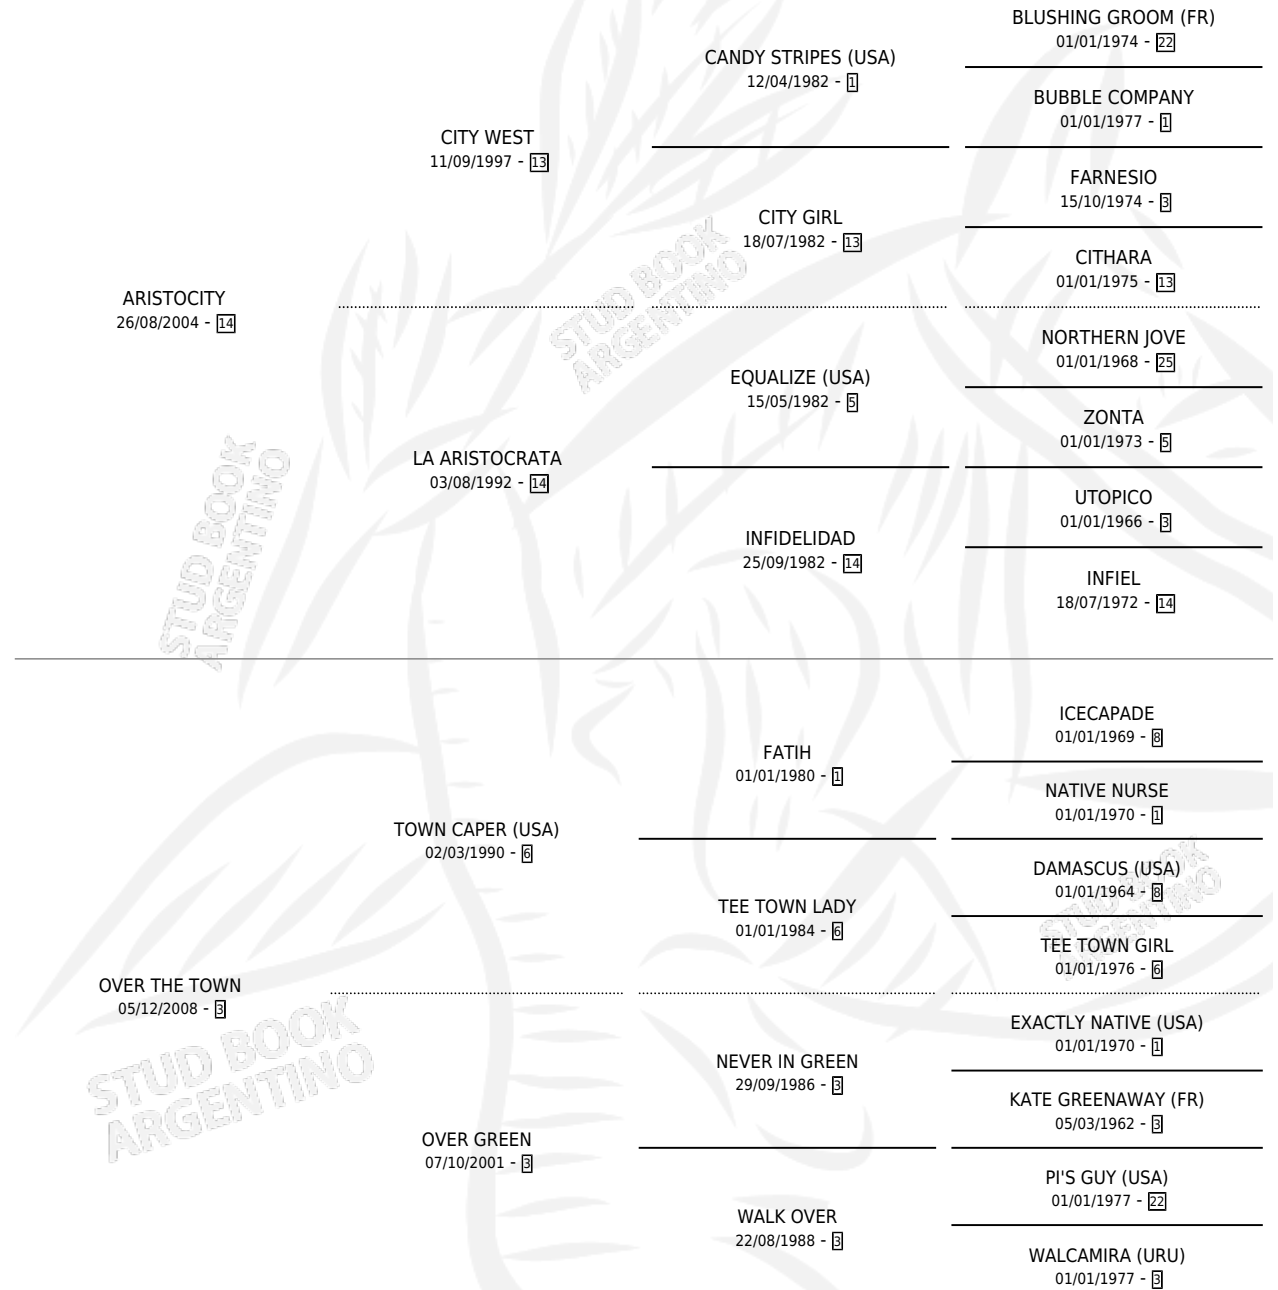 BLUSHING GROOM (FR)
01/01/1974 - 22
CANDY STRIPES (USA)
12/04/1982 - 1
BUBBLE COMPANY
01/01/1977 - 1
CITY WEST
11/09/1997 - 13
FARNESIO
15/10/1974 - 3
CITY GIRL
18/07/1982 - 13
CITHARA
01/01/1975 - 13
ARISTOCITY
26/08/2004 - 14
NORTHERN JOVE
01/01/1968 - 25
EQUALIZE (USA)
15/05/1982 - 5
ZONTA
01/01/1973 - 5
LA ARISTOCRATA
03/08/1992 - 14
UTOPICO
01/01/1966 - 3
INFIDELIDAD
25/09/1982 - 14
INFIEL
18/07/1972 - 14
STUD BOOK
ARGENTINO
STUD BOOK
ARGENTINO
ICECAPADE
01/01/1969 - 8
FATIH
01/01/1980 - 1
NATIVE NURSE
01/01/1970 - 1
TOWN CAPER (USA)
02/03/1990 - 6
DAMASCUS (USA)
01/01/1964 - 8
TEE TOWN LADY
01/01/1984 - 6
TEE TOWN GIRL
01/01/1976 - 6
OVER THE TOWN
05/12/2008 - 3
EXACTLY NATIVE (USA)
01/01/1970 - 1
NEVER IN GREEN
29/09/1986 - 3
KATE GREENAWAY (FR)
05/03/1962 - 3
OVER GREEN
07/10/2001 - 3
PI'S GUY (USA)
01/01/1977 - 22
WALK OVER
22/08/1988 - 3
WALCAMIRA (URU)
01/01/1977 - 3
STUD BOOK
ARGENTINO
STUD BOOK
ARGENTINO